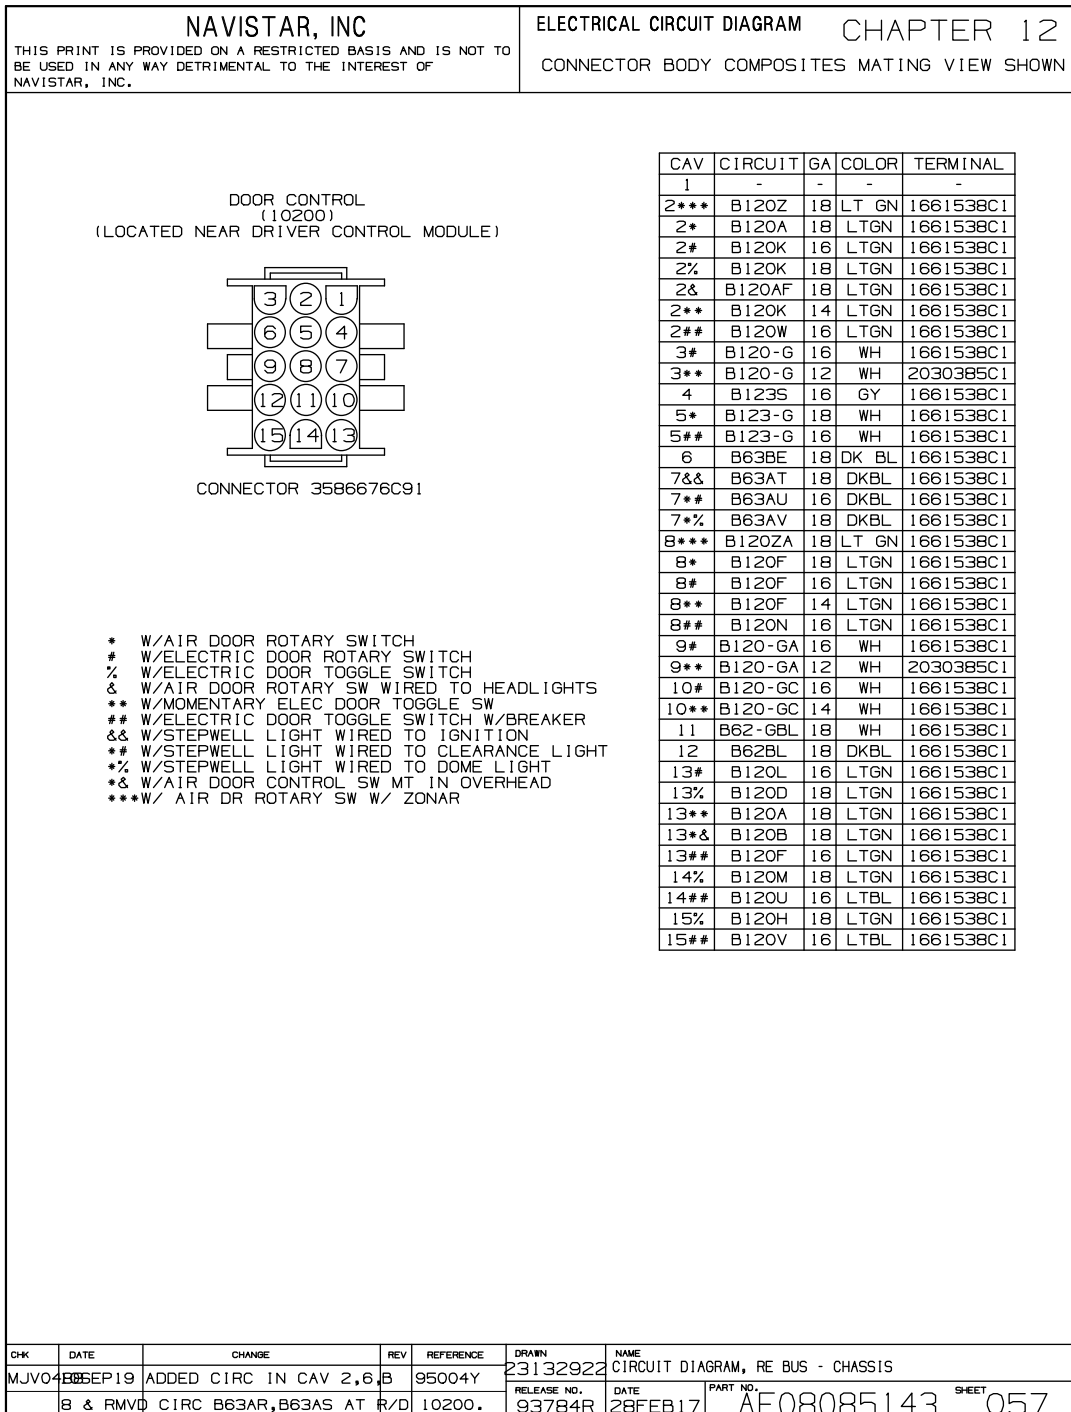 NAVISTAR, INC
THIS PRINT IS PROVIDED ON A RESTRICTED BASIS AND IS NOT TO
BE USED IN ANY WAY DETRIMENTAL TO THE INTEREST OF
NAVISTAR, INC.
ELECTRICAL CIRCUIT DIAGRAM CHAPTER 12
CONNECTOR BODY COMPOSITES MATING VIEW SHOWN
DOOR CONTROL
(10200)
(LOCATED NEAR DRIVER CONTROL MODULE)
3 2 1
6 5 4
9 8 7
12 11 10
15 14 13
CONNECTOR 3586676C91
* W/AIR DOOR ROTARY SWITCH
# W/ELECTRIC DOOR ROTARY SWITCH
% W/ELECTRIC DOOR TOGGLE SWITCH
& W/AIR DOOR ROTARY SW WIRED TO HEADLIGHTS
** W/MOMENTARY ELEC DOOR TOGGLE SW
## W/ELECTRIC DOOR TOGGLE SWITCH W/BREAKER
&& W/STEPWELL LIGHT WIRED TO IGNITION
*# W/STEPWELL LIGHT WIRED TO CLEARANCE LIGHT
*% W/STEPWELL LIGHT WIRED TO DOME LIGHT
*& W/AIR DOOR CONTROL SW MT IN OVERHEAD
***W/ AIR DR ROTARY SW W/ ZONAR
CAV CIRCUIT GA COLOR TERMINAL
1 - - - -
2*** B120Z 18 LT GN 1661538C1
2* B120A 18 LTGN 1661538C1
2# B120K 16 LTGN 1661538C1
2% B120K 18 LTGN 1661538C1
2& B120AF 18 LTGN 1661538C1
2** B120K 14 LTGN 1661538C1
2## B120W 16 LTGN 1661538C1
3# B120-G 16 WH 1661538C1
3** B120-G 12 WH 2030385C1
4 B123S 16 GY 1661538C1
5* B123-G 18 WH 1661538C1
5## B123-G 16 WH 1661538C1
6 B63BE 18 DK BL 1661538C1
7&& B63AT 18 DKBL 1661538C1
7*# B63AU 16 DKBL 1661538C1
7*% B63AV 18 DKBL 1661538C1
8*** B120ZA 18 LT GN 1661538C1
8* B120F 18 LTGN 1661538C1
8# B120F 16 LTGN 1661538C1
8** B120F 14 LTGN 1661538C1
8## B120N 16 LTGN 1661538C1
9# B120-GA 16 WH 1661538C1
9** B120-GA 12 WH 2030385C1
10# B120-GC 16 WH 1661538C1
10** B120-GC 14 WH 1661538C1
11 B62-GBL 18 WH 1661538C1
12 B62BL 18 DKBL 1661538C1
13# B120L 16 LTGN 1661538C1
13% B120D 18 LTGN 1661538C1
13** B120A 18 LTGN 1661538C1
13*& B120B 18 LTGN 1661538C1
13## B120F 16 LTGN 1661538C1
14% B120M 18 LTGN 1661538C1
14## B120U 16 LTBL 1661538C1
15% B120H 18 LTGN 1661538C1
15## B120V 16 LTBL 1661538C1
CHK DATE CHANGE REV REFERENCE
ADDED CIRC IN CAV 2,6, B 95004Y
8 & RMVD CIRC B63AR,B63AS AT R/D 10200.
DRAWN
23132922
NAME
CIRCUIT DIAGRAM, RE BUS - CHASSIS
RELEASE NO.
93784R
DATE
28FEB17
PART NO.
AE08085143
SHEET
057